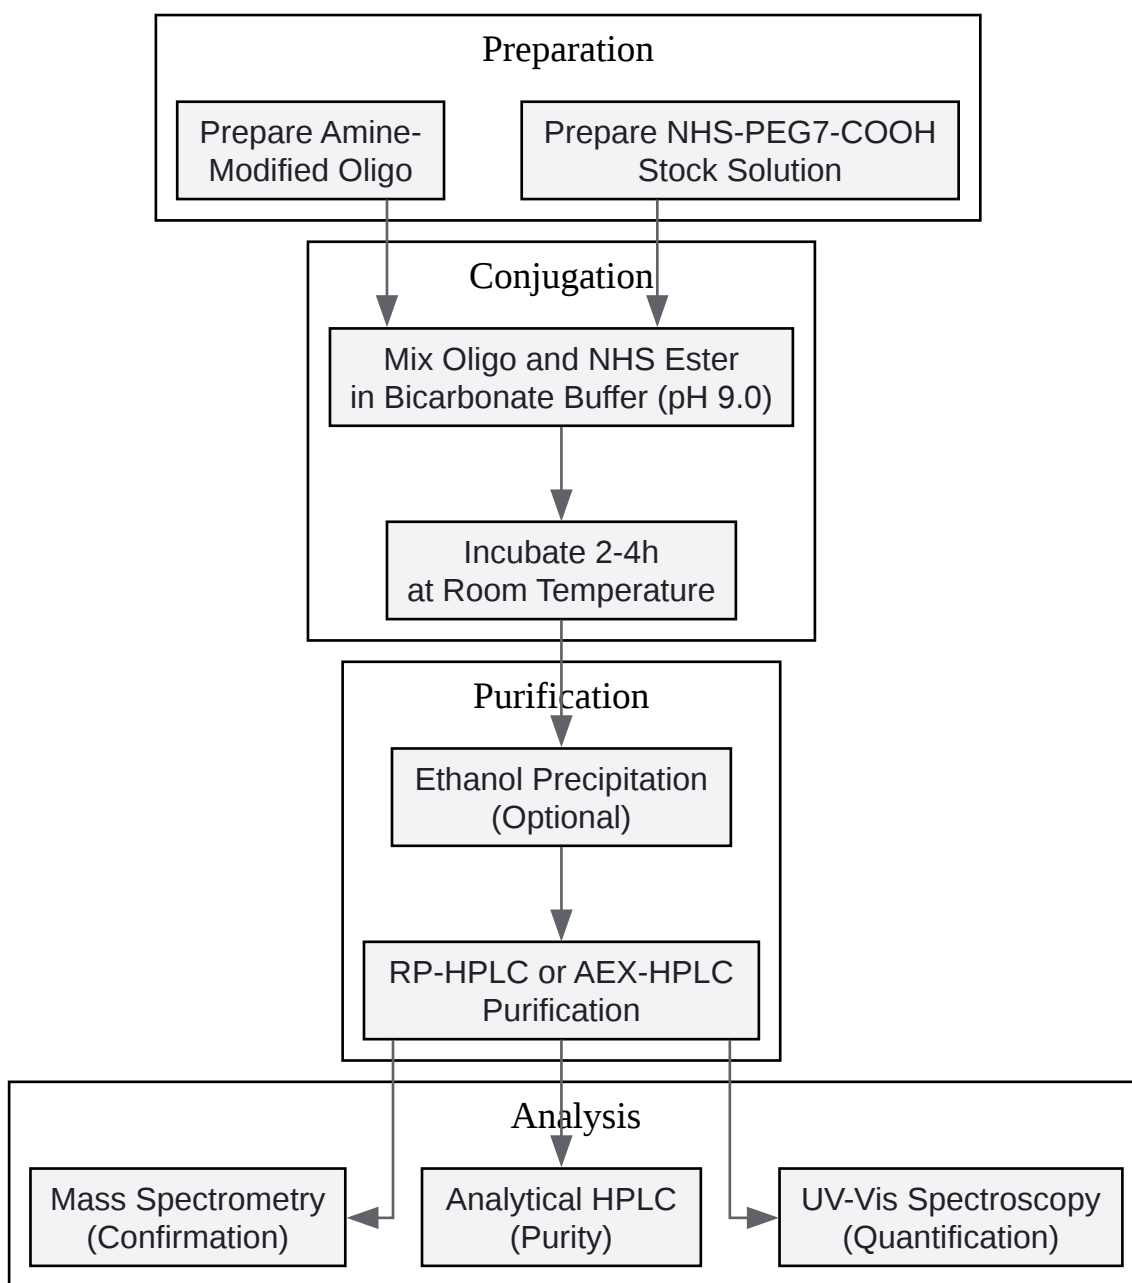 Preparation
Prepare Amine-
Modified Oligo
Prepare NHS-PEG7-COOH
Stock Solution
Conjugation
Mix Oligo and NHS Ester
in Bicarbonate Buffer (pH 9.0)
Incubate 2-4h
at Room Temperature
Purification
Ethanol Precipitation
(Optional)
RP-HPLC or AEX-HPLC
Purification
Analysis
Mass Spectrometry
(Confirmation)
Analytical HPLC
(Purity)
UV-Vis Spectroscopy
(Quantification)